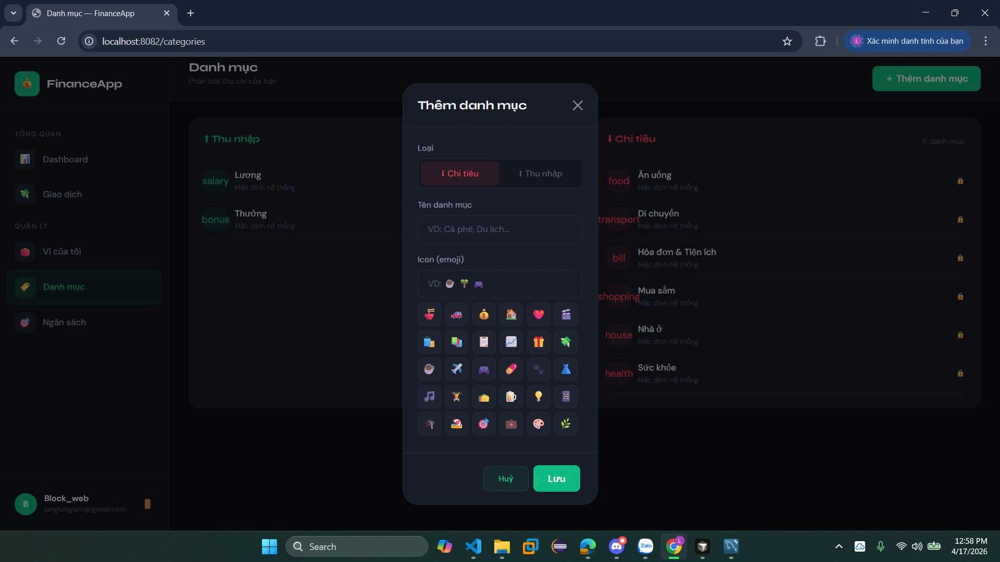 Danh mục — FinanceApp
localhost:8082/categories
Xác minh danh tính của bạn
L
FinanceApp
TỔNG QUAN
Dashboard
Giao dịch
QUẢN LÝ
Ví của tôi
Danh mục
Ngân sách
B
Block_web
langlunglam@gmail.com
Danh mục
Phân loại thu chi của bạn
+ Thêm danh mục
Thu nhập
salary
Lương
Mặc định hệ thống
bonus
Thưởng
Mặc định hệ thống
Thêm danh mục
Loại
Chi tiêu
Thu nhập
Tên danh mục
VD: Cà phê, Du lịch...
Icon (emoji)
VD: ☕ 🌴 🎮
Huỷ
Lưu
Chi tiêu
6 danh mục
food
Ăn uống
Mặc định hệ thống
transport
Di chuyển
Mặc định hệ thống
bill
Hóa đơn & Tiện ích
Mặc định hệ thống
shopping
Mua sắm
Mặc định hệ thống
house
Nhà ở
Mặc định hệ thống
health
Sức khỏe
Mặc định hệ thống
Search
Zalo
L
12:58 PM
4/17/2026